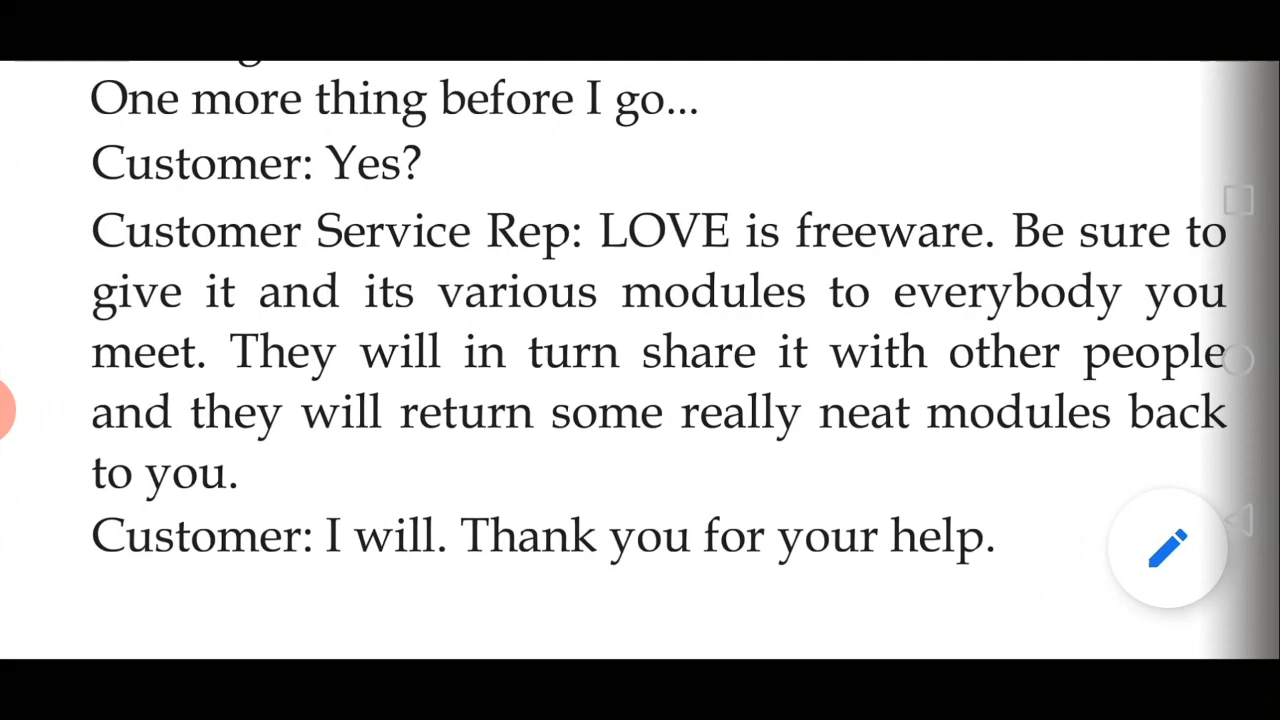 One more thing before I go...
Customer: Yes?
Customer Service Rep: LOVE is freeware. Be sure to
give it and its various modules to everybody you
meet. They will in turn share it with other people
and they will return some really neat modules back
to you.
Customer: I will. Thank you for your help.